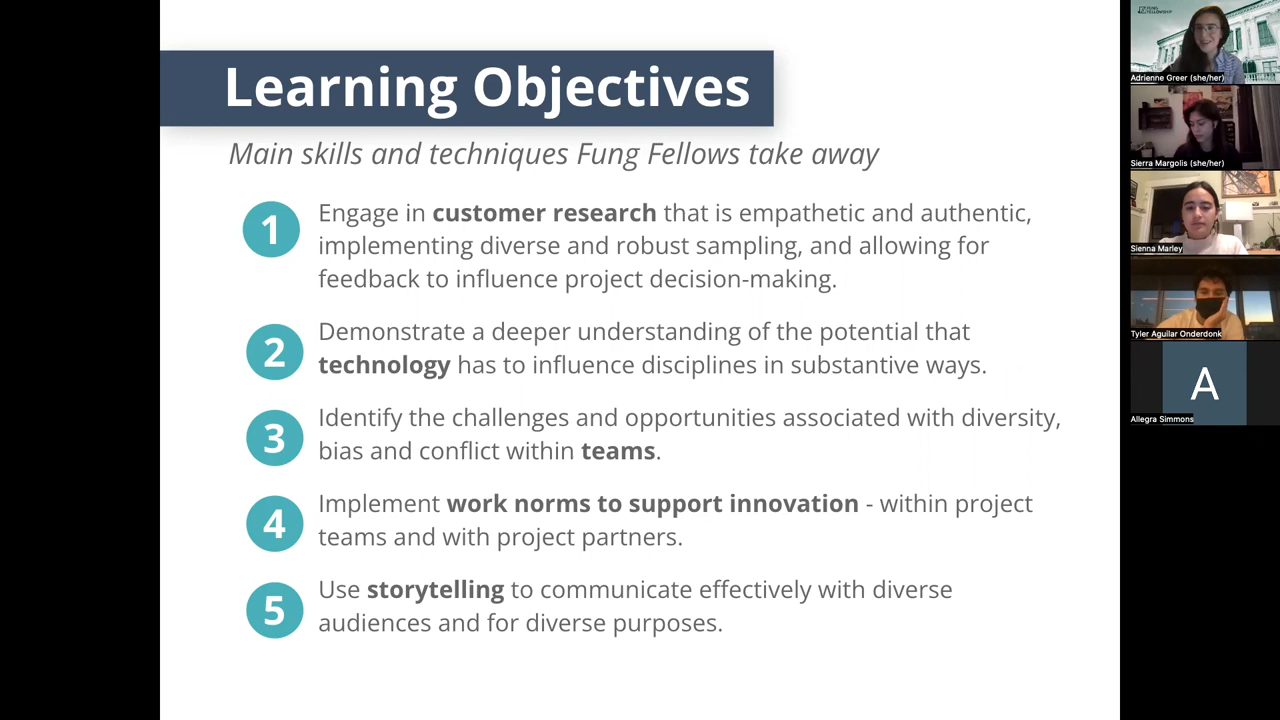 Learning Objectives
Main skills and techniques Fung Fellows take away
1
Engage in customer research that is empathetic and authentic,
implementing diverse and robust sampling, and allowing for
feedback to influence project decision-making.
2
Demonstrate a deeper understanding of the potential that
technology has to influence disciplines in substantive ways.
3
Identify the challenges and opportunities associated with diversity,
bias and conflict within teams.
4
Implement work norms to support innovation - within project
teams and with project partners.
5
Use storytelling to communicate effectively with diverse
audiences and for diverse purposes.
FUNG
FELLOWSHIP
Adrienne Greer (she/her)
Sierra Margolis (she/her)
Sienna Marley
Tyler Aguilar Onderdonk
A
Allegra Simmons